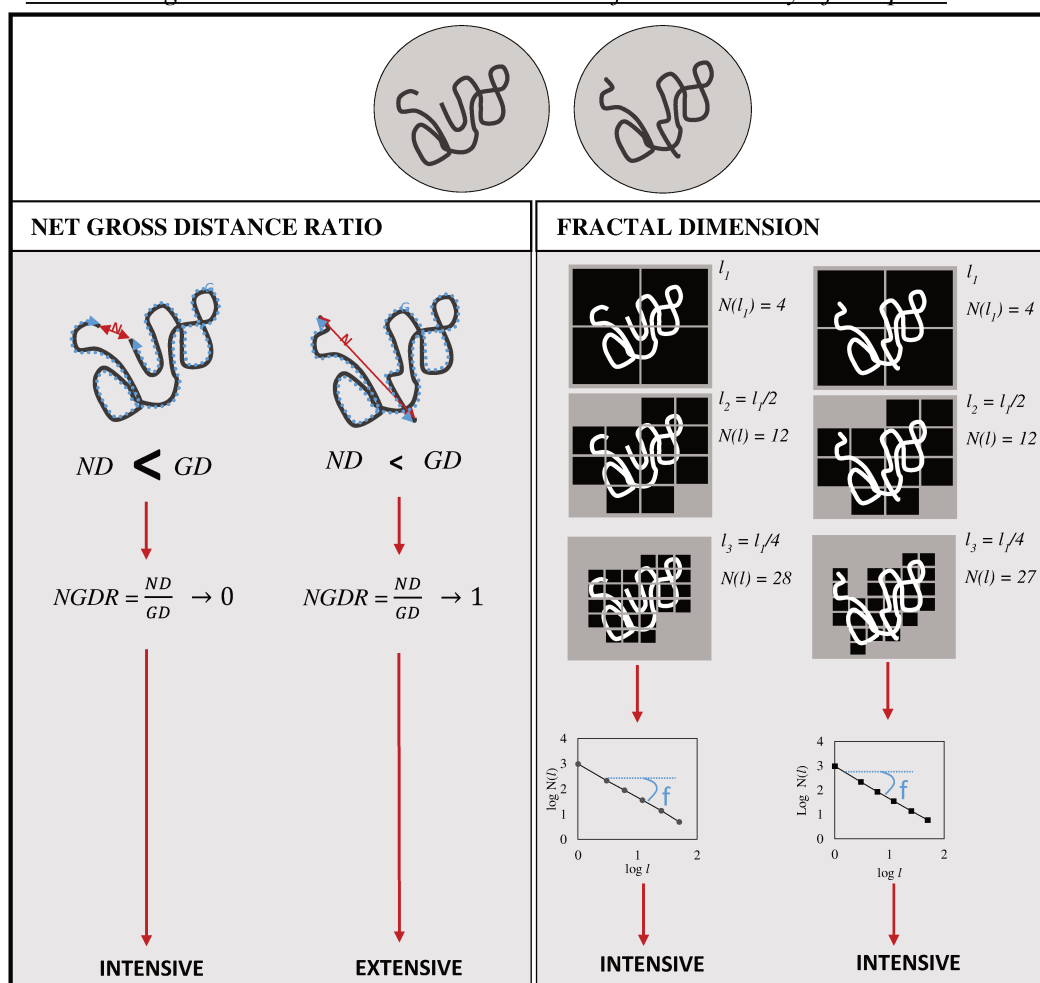 NET GROSS DISTANCE RATIO
G
N
ND < GD
NGDR = ND/GD → 0
INTENSIVE
G
N
ND < GD
NGDR = ND/GD → 1
EXTENSIVE
FRACTAL DIMENSION
l1
N(l1) = 4
l2 = l1/2
N(l) = 12
l3 = l1/4
N(l) = 28
4
3
2
1
0
log N(l)
f
0 1 2
log l
INTENSIVE
l1
N(l1) = 4
l2 = l1/2
N(l) = 12
l3 = l1/4
N(l) = 27
4
3
2
1
0
Log N(l)
f
0 1 2
log l
INTENSIVE